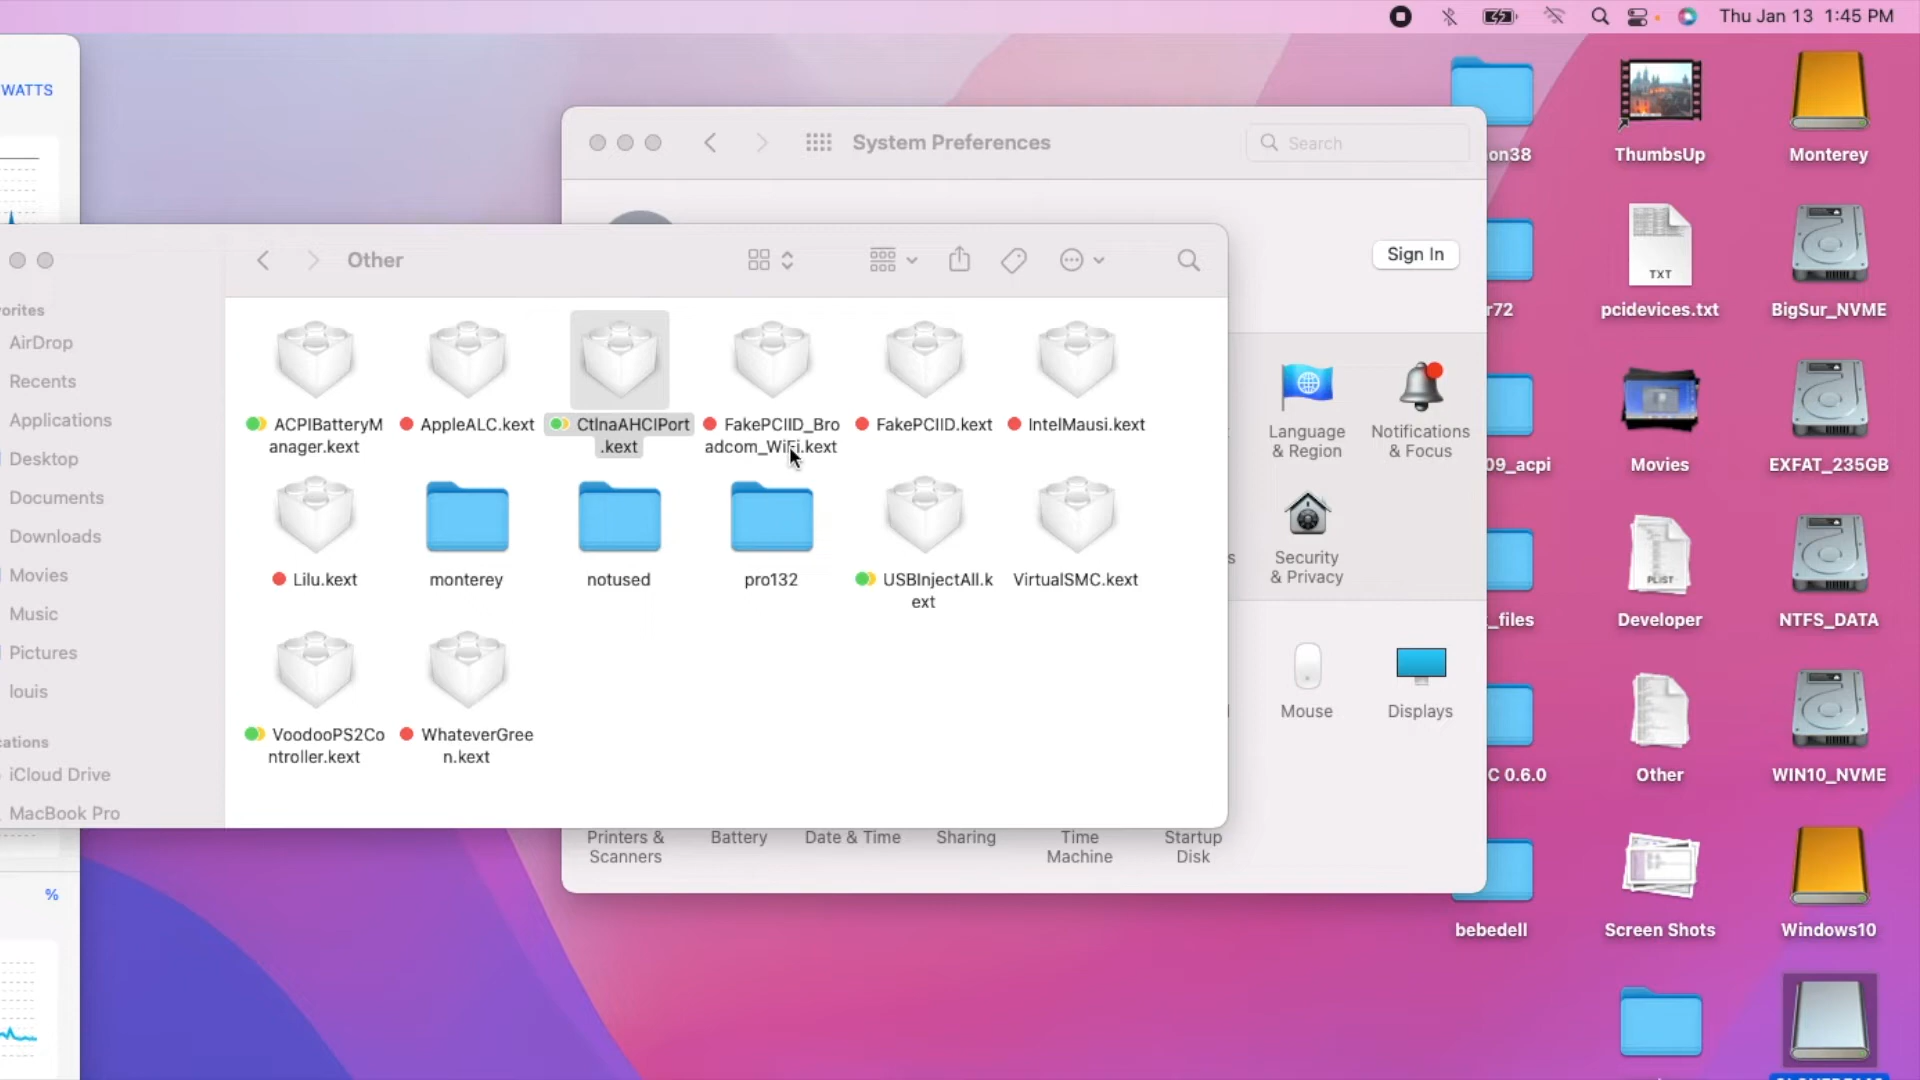 Thu Jan 13 1:45 PM
WATTS
System Preferences
Search
Sign In
Other
AirDrop
Recents
Applications
Desktop
Documents
Downloads
Movies
Music
Pictures
louis
iCloud Drive
MacBook Pro
%
ACPIBatteryM
anager.kext
AppleALC.kext
CtlnaAHCIPort
.kext
FakePCIID_Bro
adcom_WiFi.kext
FakePCIID.kext
IntelMausi.kext
Lilu.kext
monterey
notused
pro132
USBInjectAll.k
ext
VirtualSMC.kext
VoodooPS2Co
ntroller.kext
WhateverGree
n.kext
Language
& Region
Notifications
& Focus
Security
& Privacy
Mouse
Displays
Printers &
Scanners
Battery
Date & Time
Sharing
Time
Machine
Startup
Disk
on38
r72
09_acpi
_files
C 0.6.0
bebedell
ThumbsUp
TXT
pcidevices.txt
Movies
PLIST
Developer
Other
Screen Shots
Monterey
BigSur_NVME
EXFAT_235GB
NTFS_DATA
WIN10_NVME
Windows10